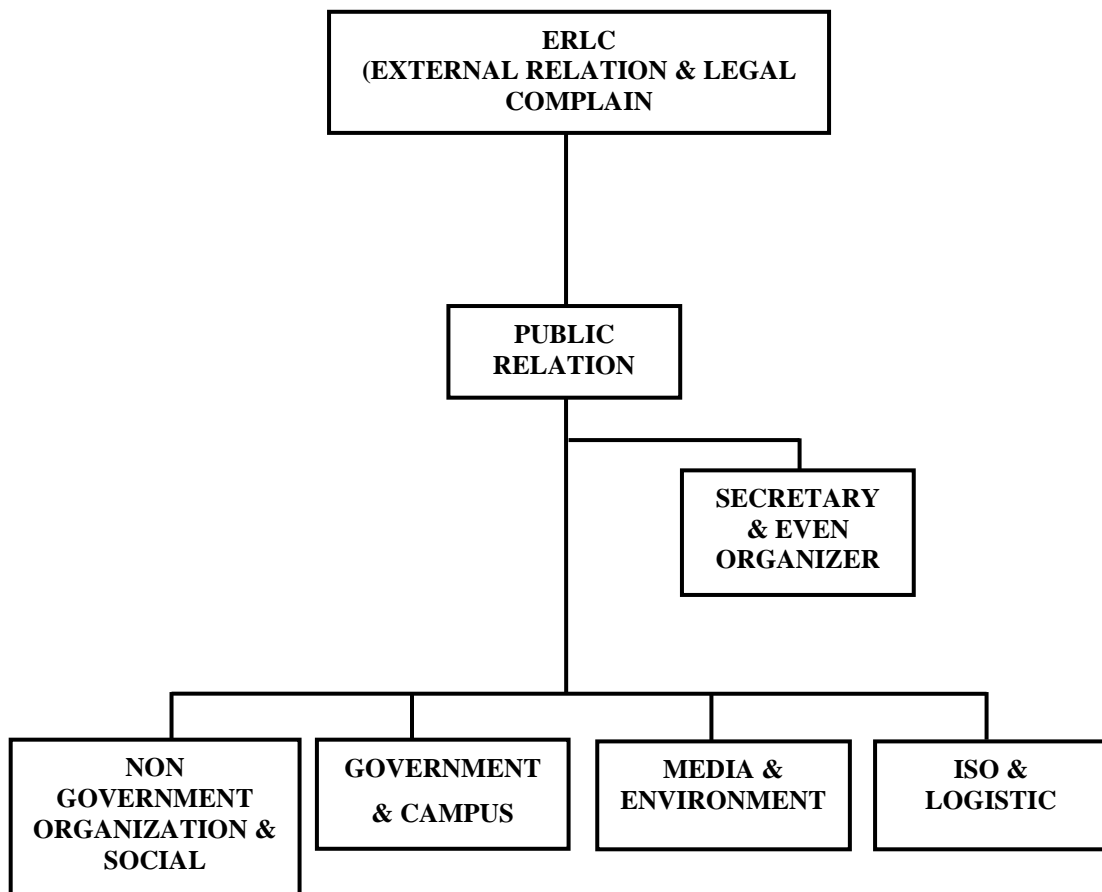 ERLC
(EXTERNAL RELATION & LEGAL
COMPLAIN
PUBLIC
RELATION
SECRETARY
& EVEN
ORGANIZER
NON
GOVERNMENT
ORGANIZATION &
SOCIAL
GOVERNMENT
& CAMPUS
MEDIA &
ENVIRONMENT
ISO &
LOGISTIC